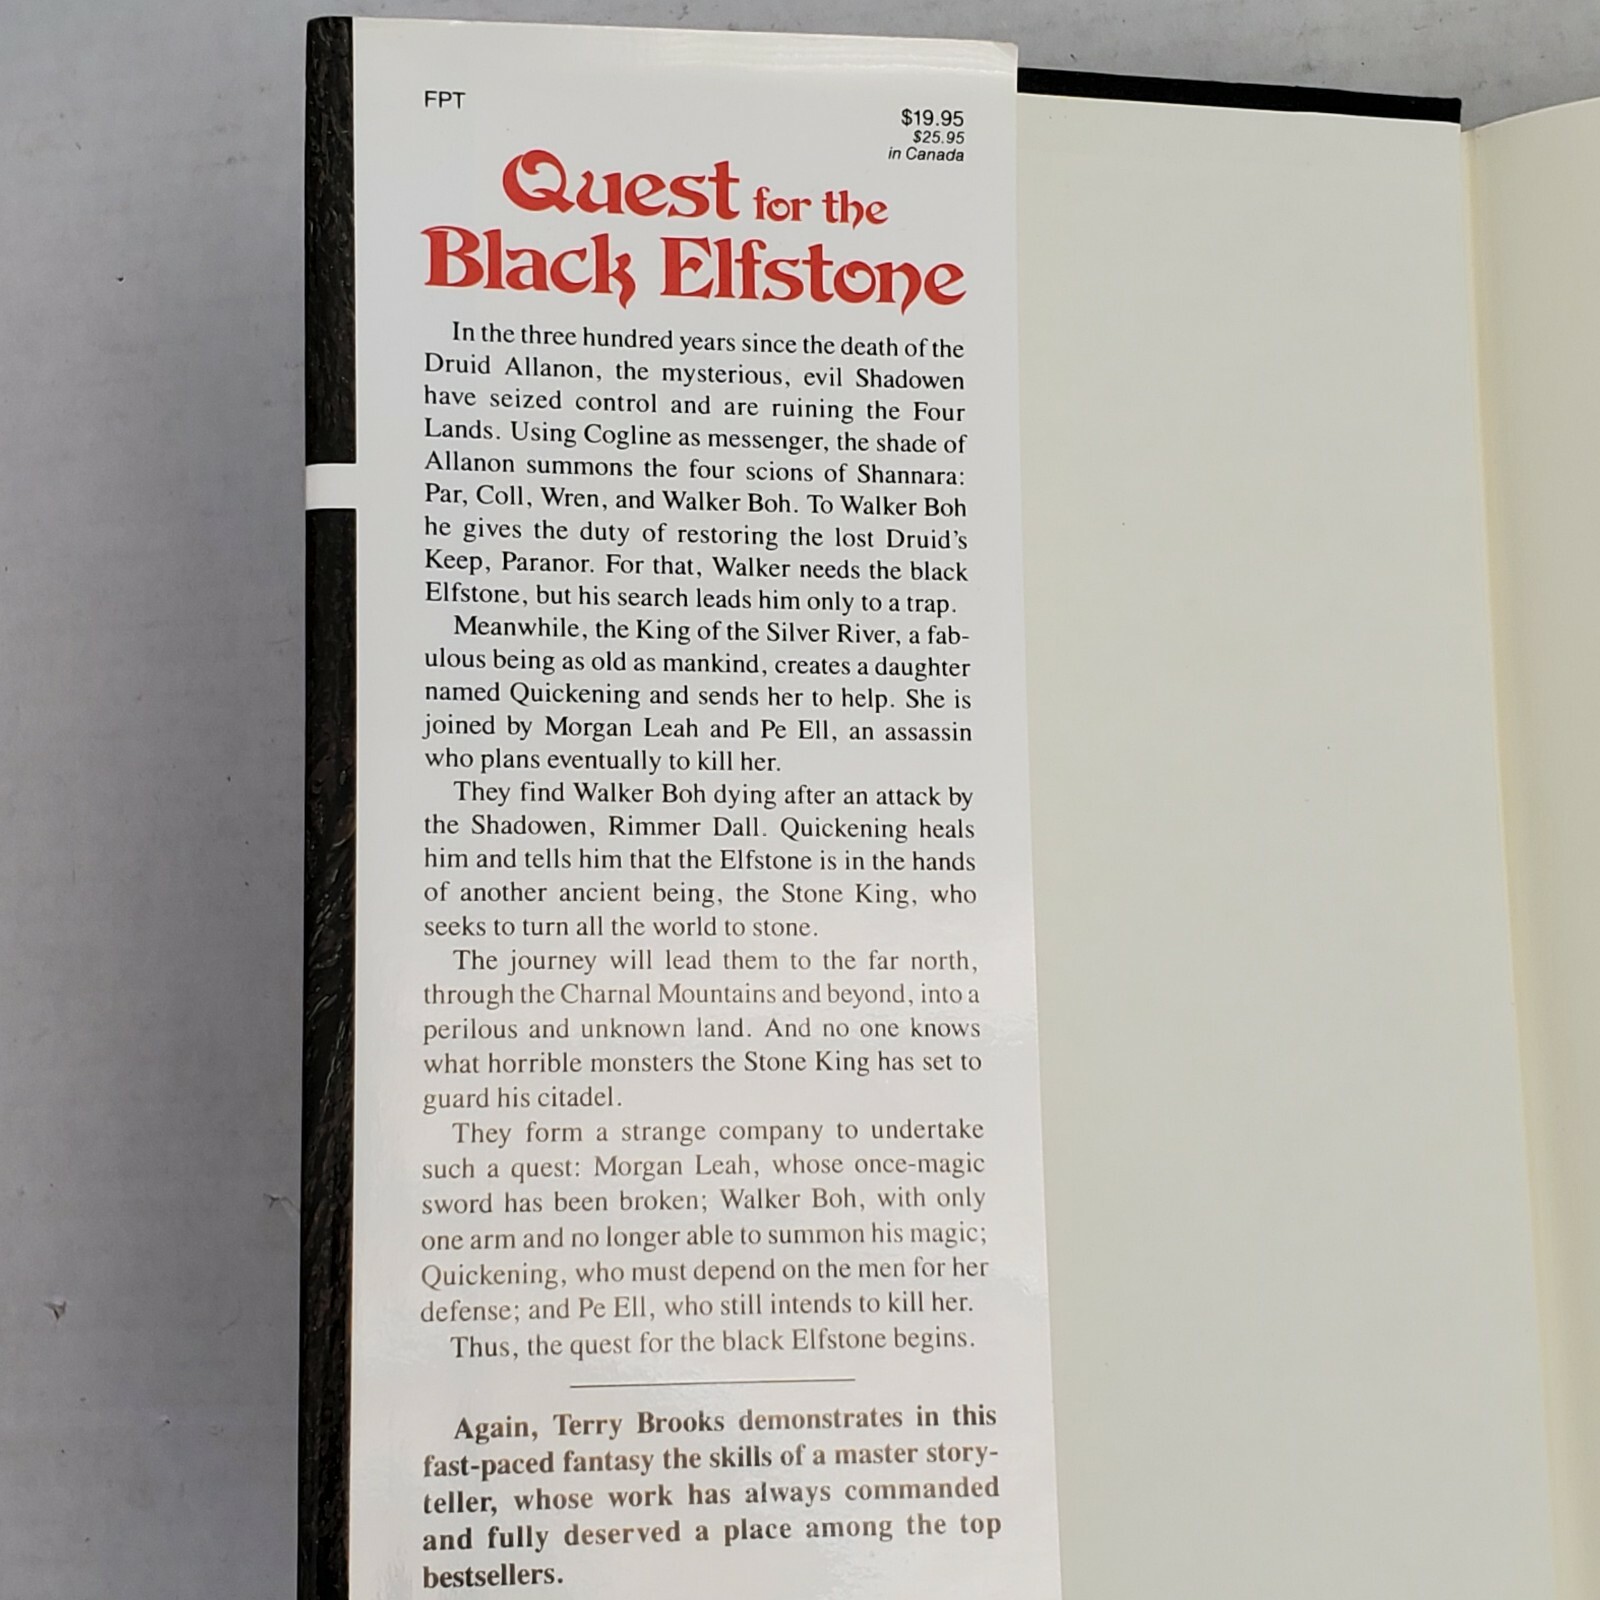 FPT
$19.95
$25.95
in Canada
Quest for the
Black Elfstone
In the three hundred years since the death of the
Druid Allanon, the mysterious, evil Shadowen
have seized control and are ruining the Four
Lands. Using Cogline as messenger, the shade of
Allanon summons the four scions of Shannara:
Par, Coll, Wren, and Walker Boh. To Walker Boh
he gives the duty of restoring the lost Druid's
Keep, Paranor. For that, Walker needs the black
Elfstone, but his search leads him only to a trap.
Meanwhile, the King of the Silver River, a fab-
ulous being as old as mankind, creates a daughter
named Quickening and sends her to help. She is
joined by Morgan Leah and Pe Ell, an assassin
who plans eventually to kill her.
They find Walker Boh dying after an attack by
the Shadowen, Rimmer Dall. Quickening heals
him and tells him that the Elfstone is in the hands
of another ancient being, the Stone King, who
seeks to turn all the world to stone.
The journey will lead them to the far north,
through the Charnal Mountains and beyond, into a
perilous and unknown land. And no one knows
what horrible monsters the Stone King has set to
guard his citadel.
They form a strange company to undertake
such a quest: Morgan Leah, whose once-magic
sword has been broken; Walker Boh, with only
one arm and no longer able to summon his magic;
Quickening, who must depend on the men for her
defense; and Pe Ell, who still intends to kill her.
Thus, the quest for the black Elfstone begins.
Again, Terry Brooks demonstrates in this
fast-paced fantasy the skills of a master story-
teller, whose work has always commanded
and fully deserved a place among the top
bestsellers.